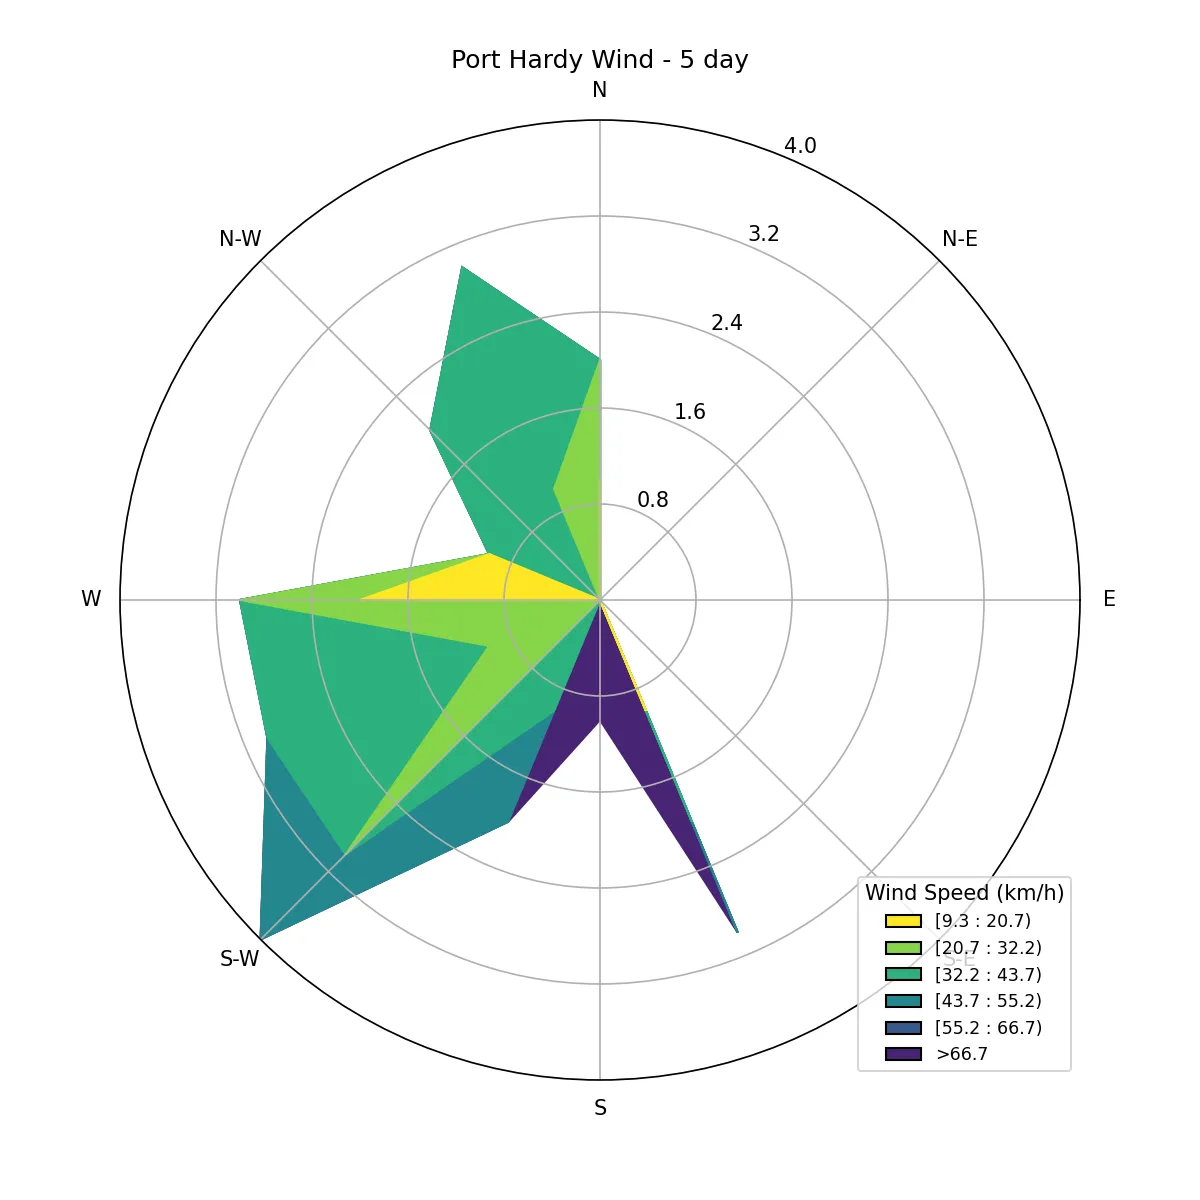 Port Hardy Wind - 5 day
N
4.0
N-W
N-E
3.2
2.4
1.6
0.8
W
E
Wind Speed (km/h)
[9.3 : 20.7)
[20.7 : 32.2)
S-W
S-E
[32.2 : 43.7)
[43.7 : 55.2)
[55.2 : 66.7)
>66.7
S